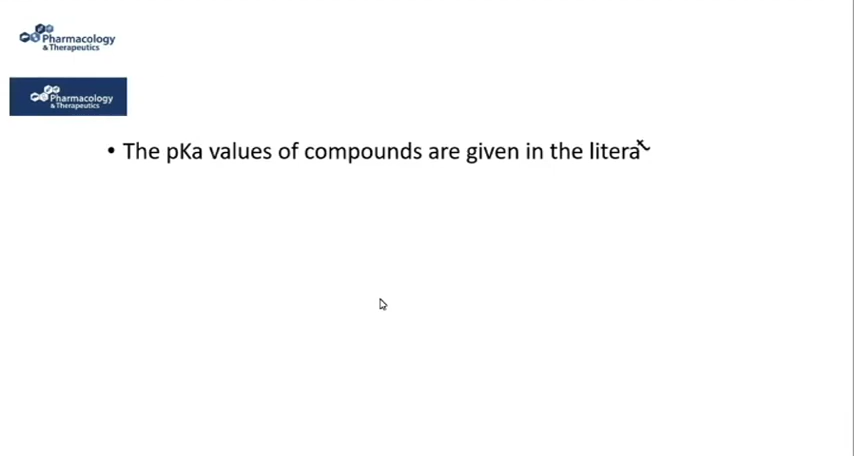 Pharmacology
& Therapeutics
Pharmacology
& Therapeutics
• The pKa values of compounds are given in the litera